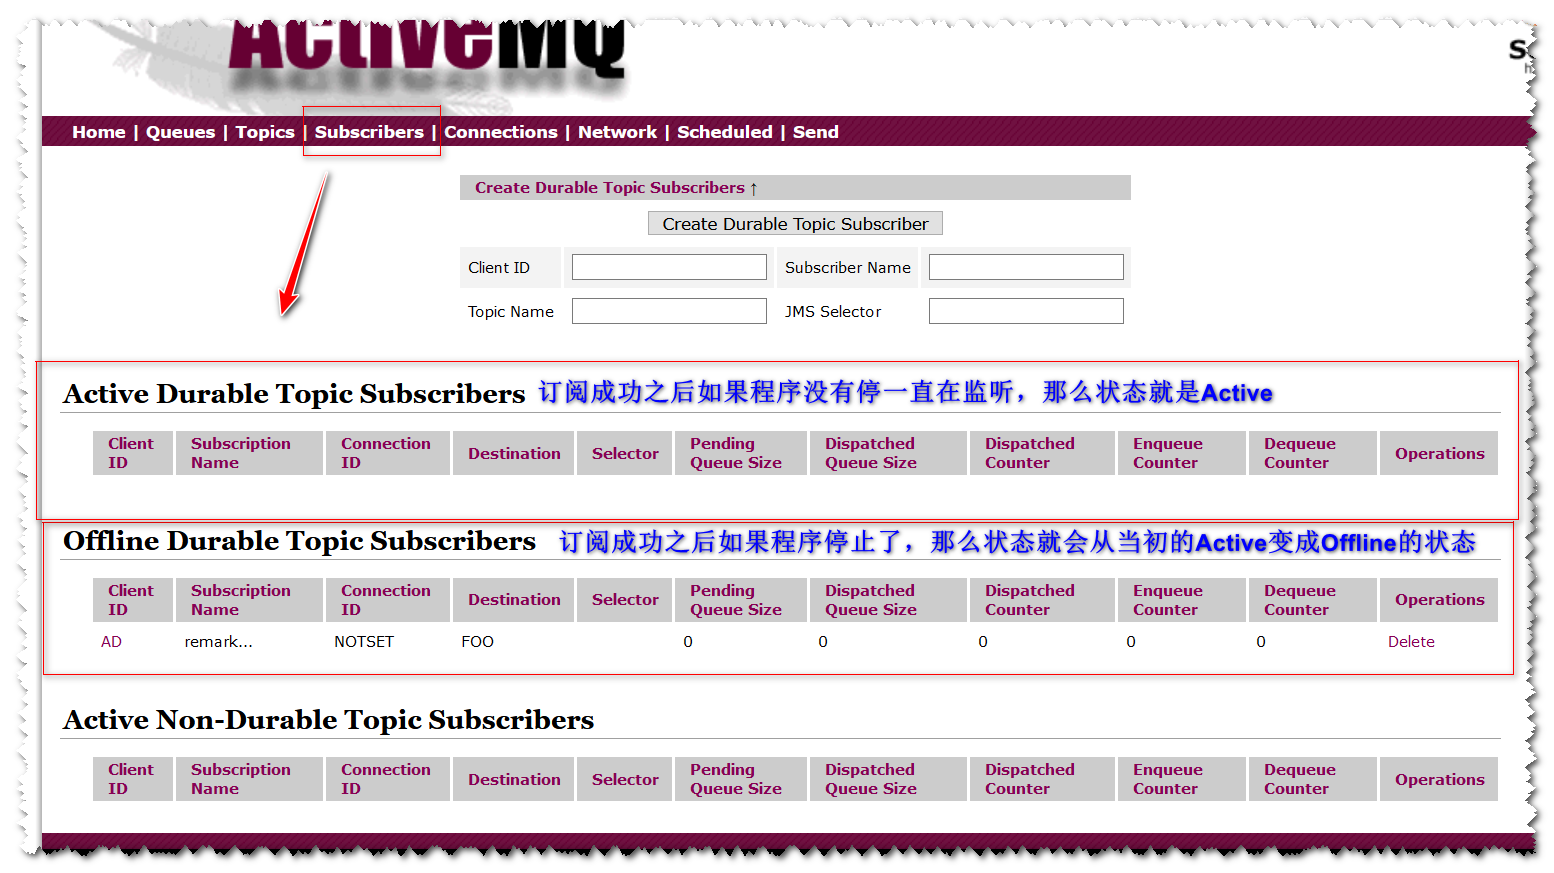 ActiveMQ
Home | Queues | Topics | Subscribers | Connections | Network | Scheduled | Send
Create Durable Topic Subscribers ↑
Create Durable Topic Subscriber
Client ID Subscriber Name
Topic Name JMS Selector
Active Durable Topic Subscribers 订阅成功之后如果程序没有停一直在监听，那么状态就是Active
Client ID Subscription Name Connection ID Destination Selector Pending Queue Size Dispatched Queue Size Dispatched Counter Enqueue Counter Dequeue Counter Operations
Offline Durable Topic Subscribers 订阅成功之后如果程序停止了，那么状态就会从当初的Active变成Offline的状态
Client ID Subscription Name Connection ID Destination Selector Pending Queue Size Dispatched Queue Size Dispatched Counter Enqueue Counter Dequeue Counter Operations
AD remark... NOTSET FOO 0 0 0 0 0 Delete
Active Non-Durable Topic Subscribers
Client ID Subscription Name Connection ID Destination Selector Pending Queue Size Dispatched Queue Size Dispatched Counter Enqueue Counter Dequeue Counter Operations